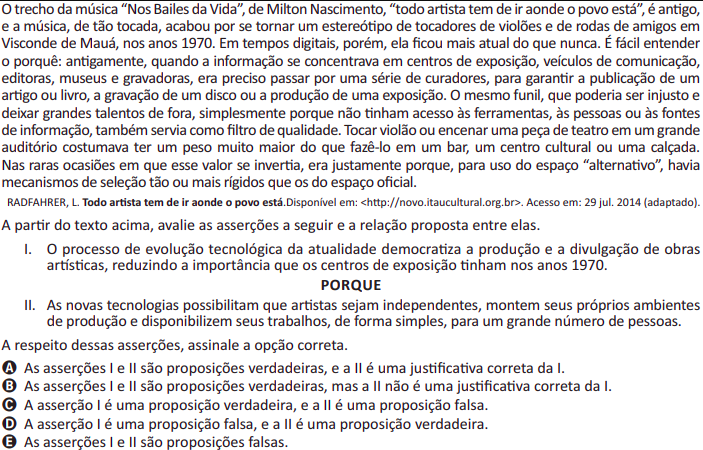 O trecho da música “Nos Bailes da Vida”, de Milton Nascimento, “todo artista tem de ir aonde o povo está”, é antigo,
e a música, de tão tocada, acabou por se tornar um estereótipo de tocadores de violões e de rodas de amigos em
Visconde de Mauá, nos anos 1970. Em tempos digitais, porém, ela ficou mais atual do que nunca. É fácil entender
o porquê: antigamente, quando a informação se concentrava em centros de exposição, veículos de comunicação,
editoras, museus e gravadoras, era preciso passar por uma série de curadores, para garantir a publicação de um
artigo ou livro, a gravação de um disco ou a produção de uma exposição. O mesmo funil, que poderia ser injusto e
deixar grandes talentos de fora, simplesmente porque não tinham acesso às ferramentas, às pessoas ou às fontes
de informação, também servia como filtro de qualidade. Tocar violão ou encenar uma peça de teatro em um grande
auditório costumava ter um peso muito maior do que fazê-lo em um bar, um centro cultural ou uma calçada.
Nas raras ocasiões em que esse valor se invertia, era justamente porque, para uso do espaço “alternativo”, havia
mecanismos de seleção tão ou mais rígidos que os do espaço oficial.
RADFAHRER, L. Todo artista tem de ir aonde o povo está.Disponível em: <http://novo.itaucultural.org.br>. Acesso em: 29 jul. 2014 (adaptado).
A partir do texto acima, avalie as asserções a seguir e a relação proposta entre elas.
I. O processo de evolução tecnológica da atualidade democratiza a produção e a divulgação de obras
artísticas, reduzindo a importância que os centros de exposição tinham nos anos 1970.
PORQUE
II. As novas tecnologias possibilitam que artistas sejam independentes, montem seus próprios ambientes
de produção e disponibilizem seus trabalhos, de forma simples, para um grande número de pessoas.
A respeito dessas asserções, assinale a opção correta.
A As asserções I e II são proposições verdadeiras, e a II é uma justificativa correta da I.
B As asserções I e II são proposições verdadeiras, mas a II não é uma justificativa correta da I.
C A asserção I é uma proposição verdadeira, e a II é uma proposição falsa.
D A asserção I é uma proposição falsa, e a II é uma proposição verdadeira.
E As asserções I e II são proposições falsas.